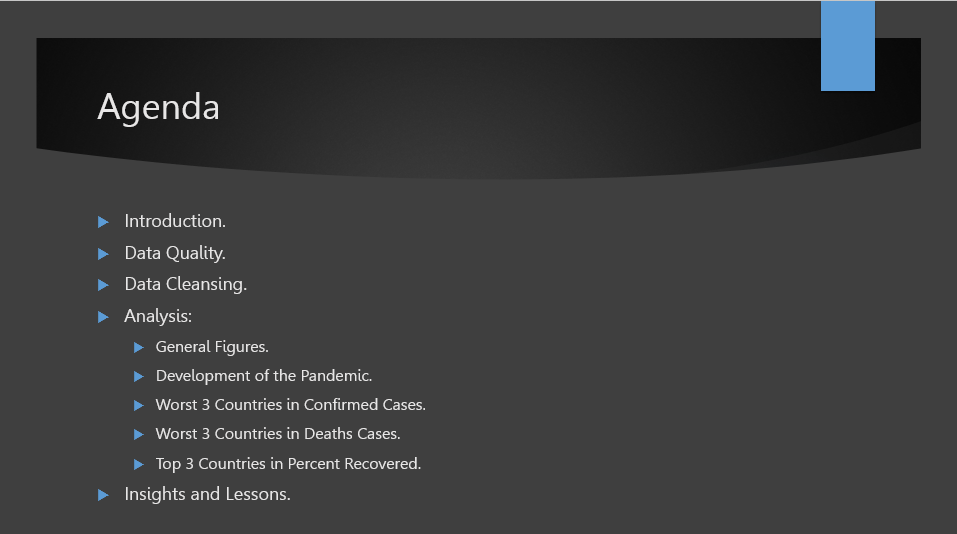 Agenda
Introduction.
Data Quality.
Data Cleansing.
Analysis:
General Figures.
Development of the Pandemic.
Worst 3 Countries in Confirmed Cases.
Worst 3 Countries in Deaths Cases.
Top 3 Countries in Percent Recovered.
Insights and Lessons.